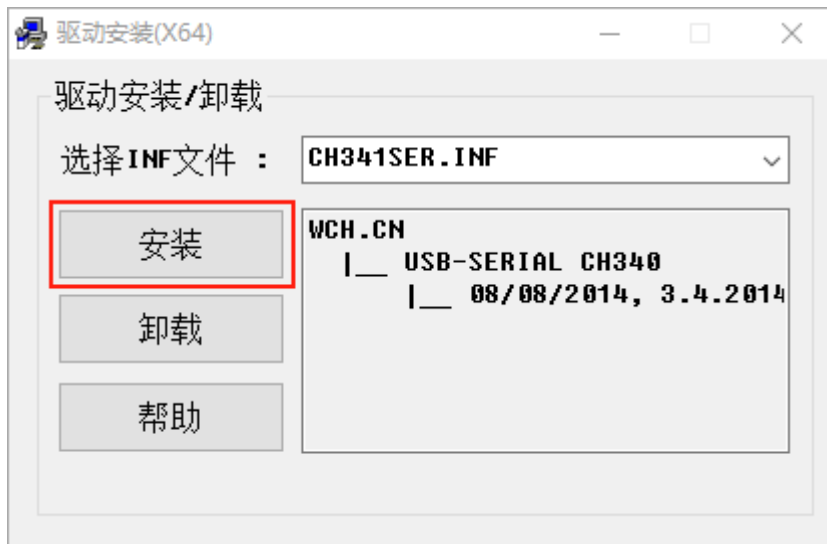 驱动安装(X64)
驱动安装/卸载
选择INF文件 :
CH341SER.INF
安装
WCH.CN
|__ USB-SERIAL CH340
|__ 08/08/2014, 3.4.2014
卸载
帮助